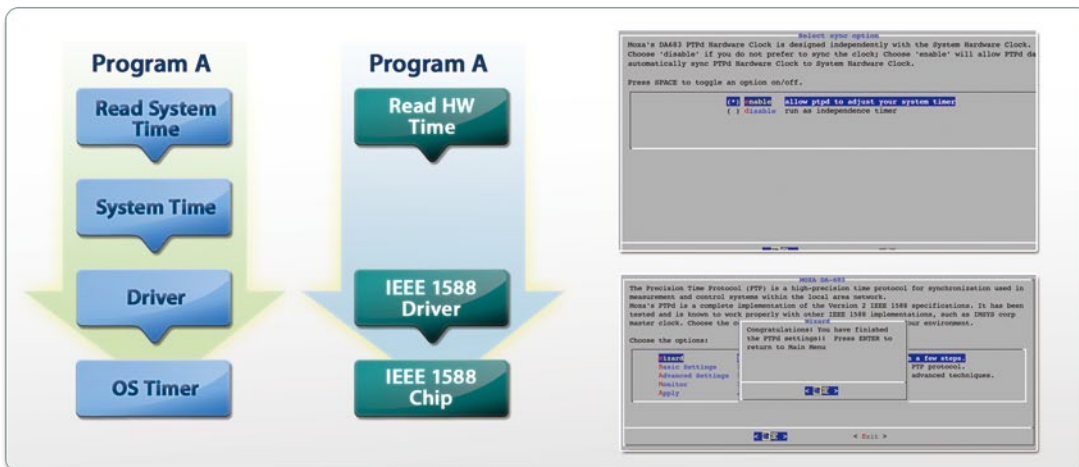 Program A
Read System
Time
System Time
Driver
OS Timer
Program A
Read HW
Time
IEEE 1588
Driver
IEEE 1588
Chip
Select sync option
Moxa's DA683 PTPd Hardware Clock is designed independently with the System Hardware Clock.
Choose 'disable' if you do not prefer to sync the clock; Choose 'enable' will allow PTPd da
automatically sync PTPd Hardware Clock to System Hardware Clock.
Press SPACE to toggle an option on/off.
(*) enable allow ptpd to adjust your system timer
( ) disable run as independence timer
MOXA DA-683
The Precision Time Protocol (PTP) is a high-precision time protocol for synchronization used in
measurement and control systems within the local area network.
Moxa's PTPd is a complete implementation of the Version 2 IEEE 1588 specifications. It has been
tested and is known to work properly with other IEEE 1588 implementations, such as
corp
master clock. Choose the
our environment.
Choose the options:
Wizard
Congratulations! You have finished
the PTPd settings!! Press ENTER to
return to Main Menu
Wizard
n a few steps.
Basic Settings
PTP protocol.
Advanced Settings
advanced techniques.
Monitor
Apply
< Exit >